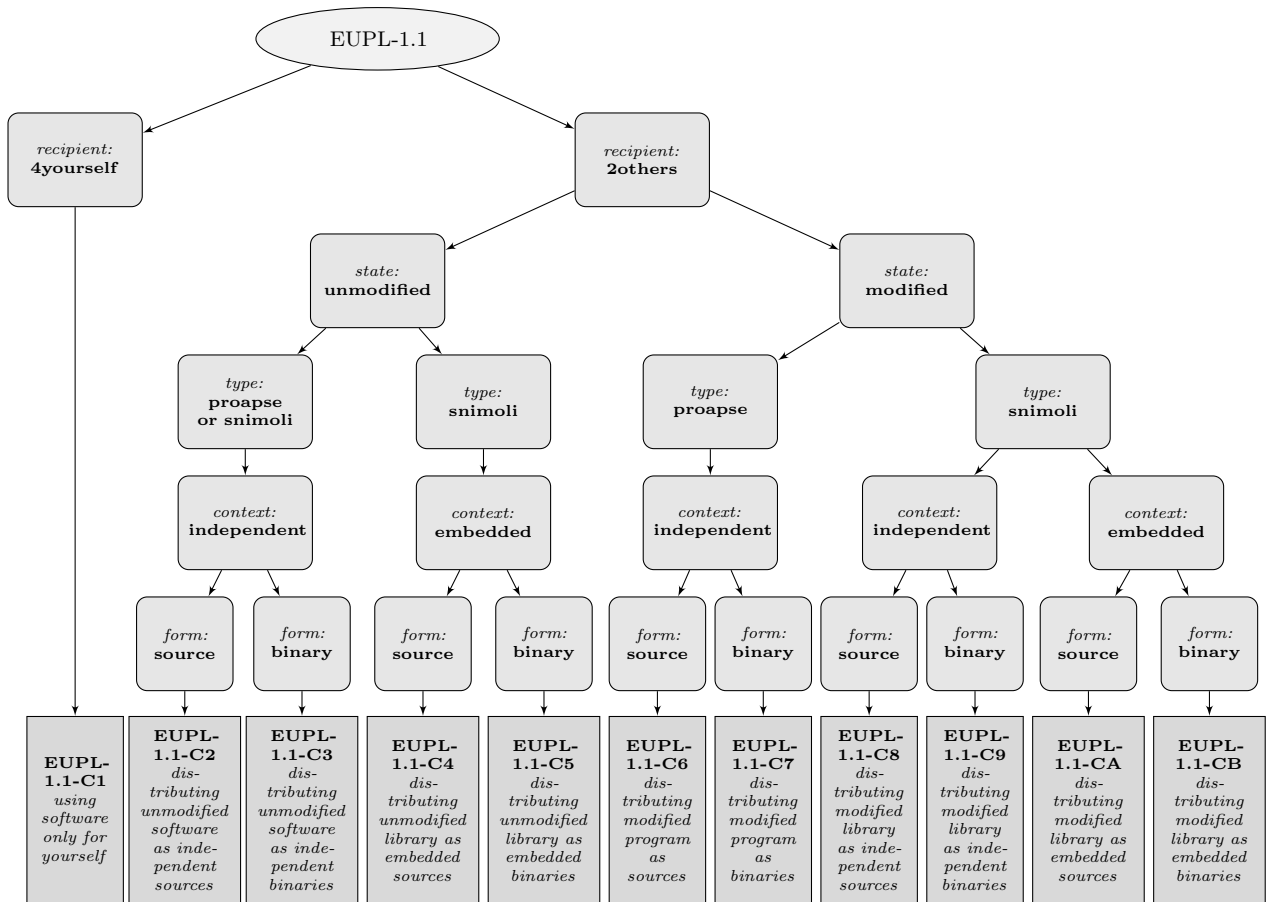 EUPL-1.1
recipient:
4yourself
recipient:
2others
state:
unmodified
state:
modified
type:
proapse
or snimoli
type:
snimoli
type:
proapse
type:
snimoli
context:
independent
context:
embedded
context:
independent
context:
independent
context:
embedded
form:
source
form:
binary
form:
source
form:
binary
form:
source
form:
binary
form:
source
form:
binary
form:
source
form:
binary
EUPL-
1.1-C1
using
software
only for
yourself
EUPL-
1.1-C2
dis-
tributing
unmodified
software
as inde-
pendent
sources
EUPL-
1.1-C3
dis-
tributing
unmodified
software
as inde-
pendent
binaries
EUPL-
1.1-C4
dis-
tributing
unmodified
library as
embedded
sources
EUPL-
1.1-C5
dis-
tributing
unmodified
library as
embedded
binaries
EUPL-
1.1-C6
dis-
tributing
modified
program
as
sources
EUPL-
1.1-C7
dis-
tributing
modified
program
as
binaries
EUPL-
1.1-C8
dis-
tributing
modified
library
as inde-
pendent
sources
EUPL-
1.1-C9
dis-
tributing
modified
library
as inde-
pendent
binaries
EUPL-
1.1-CA
dis-
tributing
modified
library as
embedded
sources
EUPL-
1.1-CB
dis-
tributing
modified
library as
embedded
binaries